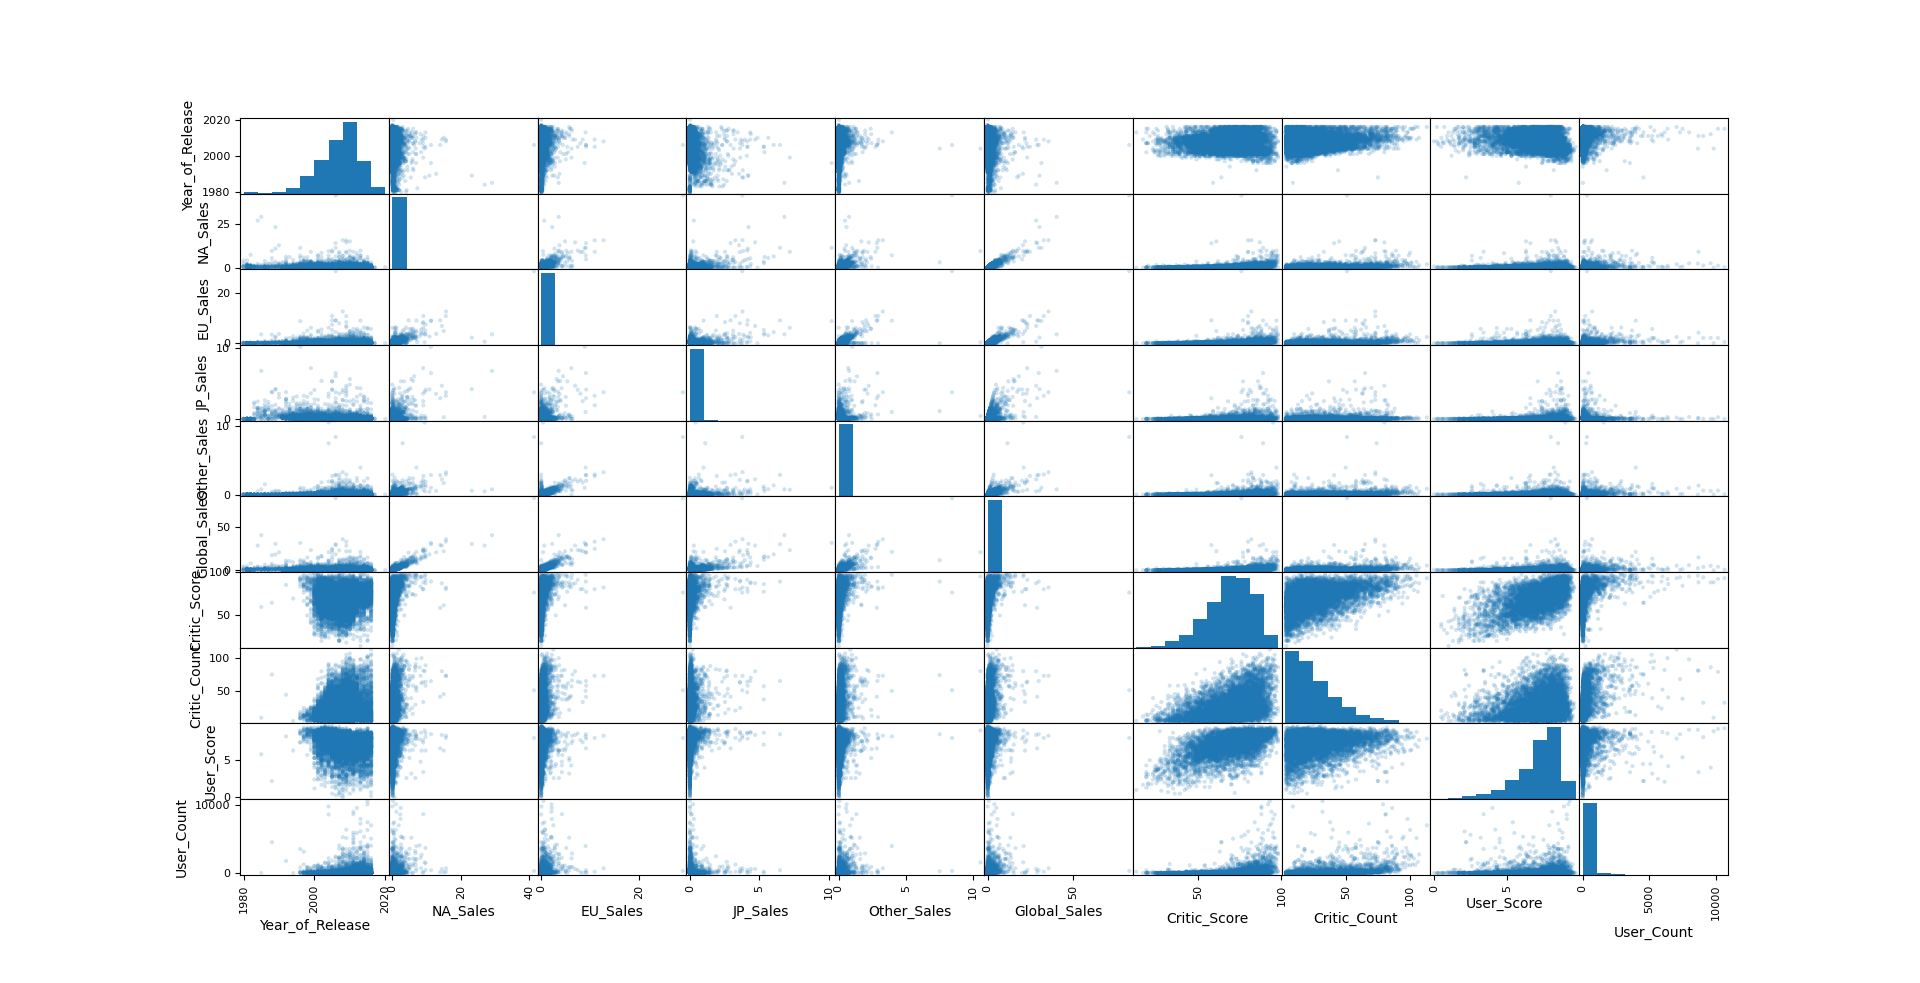 Year_of_Release
2020
2000
1980
NA_Sales
25
0
EU_Sales
20
0
JP_Sales
10
0
Other_Sales
10
0
Global_Sales
50
0
Critic_Score
100
50
Critic_Count
100
50
User_Score
5
0
User_Count
10000
0
1980 2000 2020 0 20 40 0 20 0 5 10 0 5 10 0 50 50 100 50 100 0 5 0 5000 10000
Year_of_Release NA_Sales EU_Sales JP_Sales Other_Sales Global_Sales Critic_Score Critic_Count User_Score User_Count